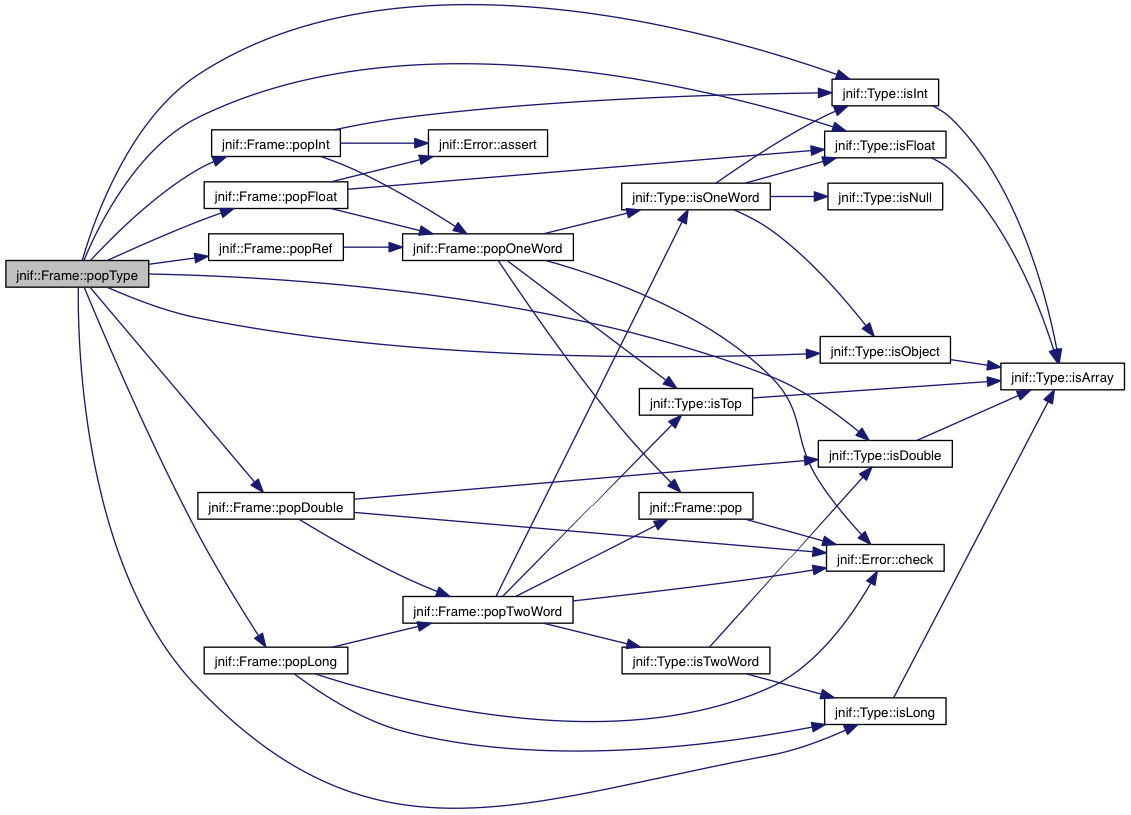 jnif::Type::isInt
jnif::Frame::popInt
jnif::Error::assert
jnif::Type::isFloat
jnif::Frame::popFloat
jnif::Type::isOneWord
jnif::Type::isNull
jnif::Frame::popRef
jnif::Frame::popOneWord
jnif::Frame::popType
jnif::Type::isObject
jnif::Type::isArray
jnif::Type::isTop
jnif::Type::isDouble
jnif::Frame::popDouble
jnif::Frame::pop
jnif::Error::check
jnif::Frame::popTwoWord
jnif::Frame::popLong
jnif::Type::isTwoWord
jnif::Type::isLong